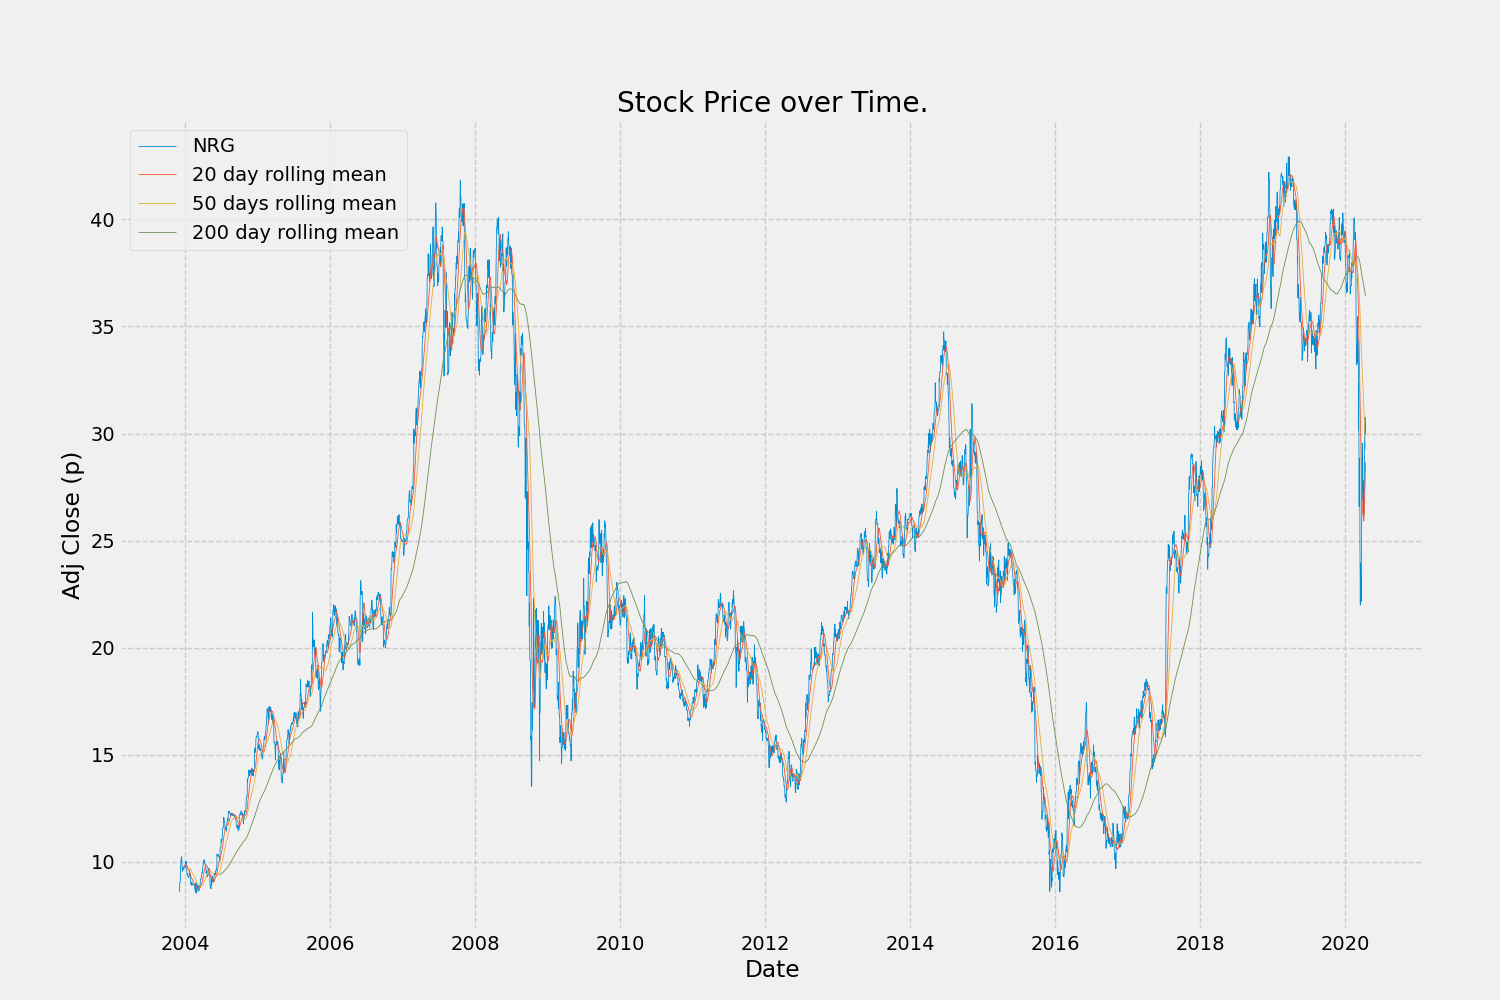 Stock Price over Time.
NRG
20 day rolling mean
50 days rolling mean
200 day rolling mean
Adj Close (p)
40
35
30
25
20
15
10
2004 2006 2008 2010 2012 2014 2016 2018 2020
Date